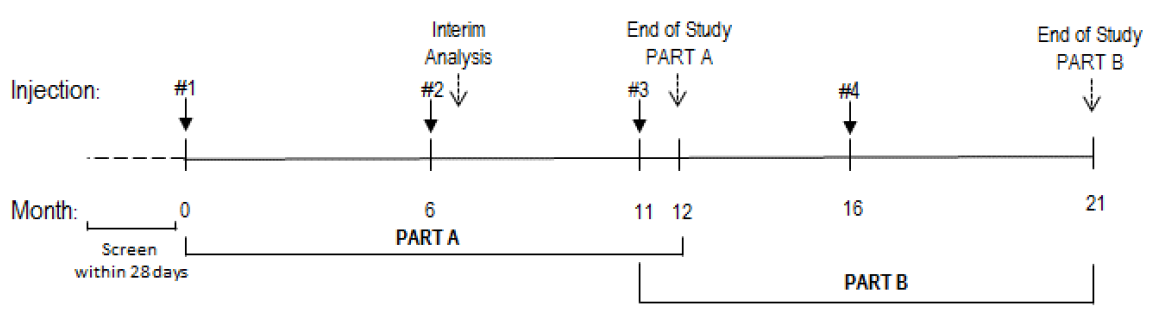 Interim
Analysis
End of Study
PART A
End of Study
PART B
Injection: #1 #2 #3 #4
Month: 0 6 11 12 16 21
Screen
within 28 days
PART A
PART B